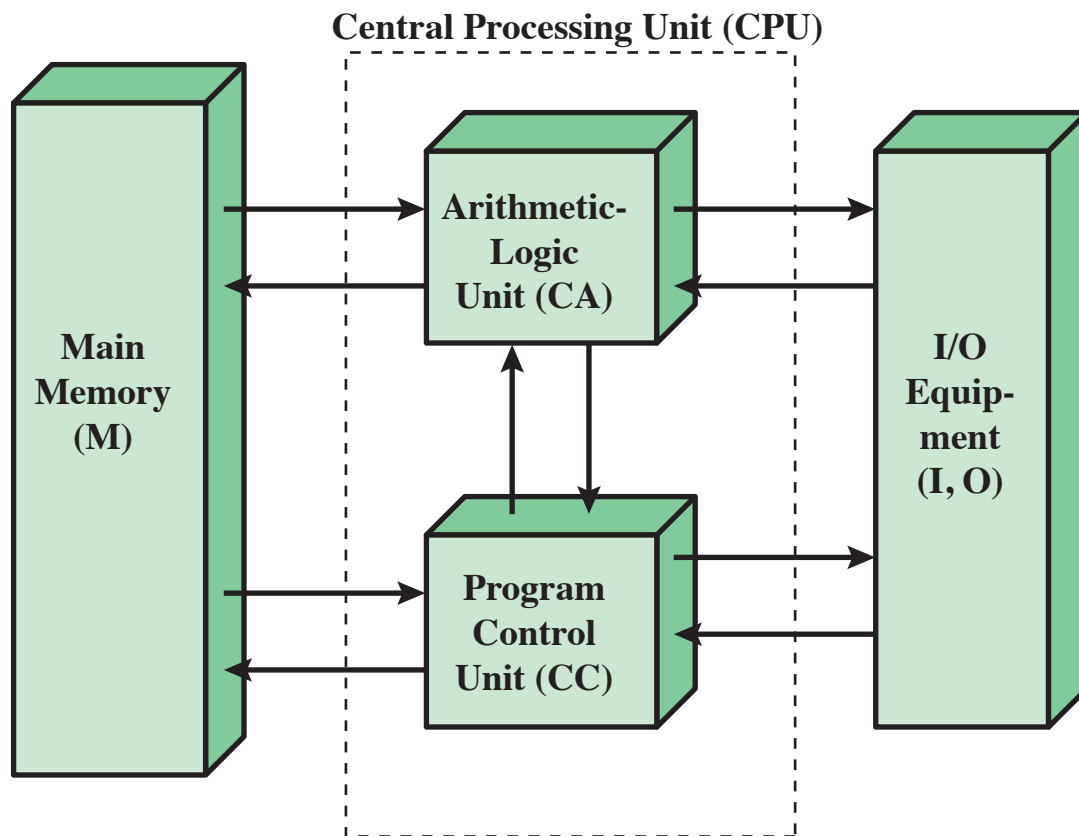 Central Processing Unit (CPU)
Main
Memory
(M)
Arithmetic-
Logic
Unit (CA)
Program
Control
Unit (CC)
I/O
Equip-
ment
(I, O)